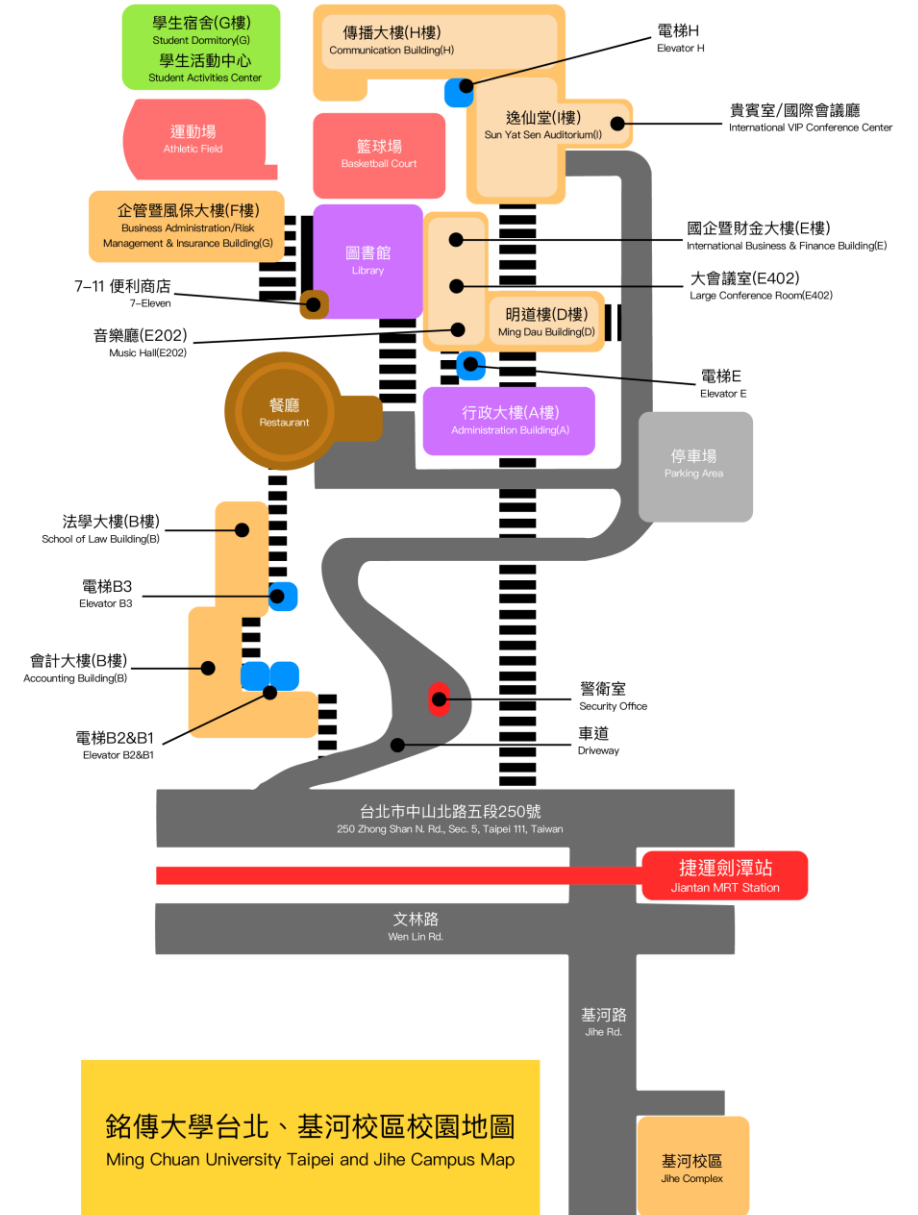 學生宿舍(G樓)
Student Dormitory(G)
學生活動中心
Student Activities Center
傳播大樓(H樓)
Communication Building(H)
電梯H
Elevator H
逸仙堂(I樓)
Sun Yat Sen Auditorium(I)
貴賓室/國際會議廳
International VIP Conference Center
運動場
Athletic Field
籃球場
Basketball Court
企管暨風保大樓(F樓)
Business Administration/Risk
Management & Insurance Building(G)
圖書館
Library
國企暨財金大樓(E樓)
International Business & Finance Building(E)
7-11 便利商店
7-Eleven
大會議室(E402)
Large Conference Room(E402)
音樂廳(E202)
Music Hall(E202)
明道樓(D樓)
Ming Dau Building(D)
電梯E
Elevator E
餐廳
Restaurant
行政大樓(A樓)
Administration Building(A)
停車場
Parking Area
法學大樓(B樓)
School of Law Building(B)
電梯B3
Elevator B3
會計大樓(B樓)
Accounting Building(B)
電梯B2&B1
Elevator B2&B1
警衛室
Security Office
車道
Driveway
台北市中山北路五段250號
250 Zhong Shan N. Rd., Sec. 5, Taipei 111, Taiwan
捷運劍潭站
Jiantan MRT Station
文林路
Wen Lin Rd.
基河路
Jihe Rd.
銘傳大學台北、基河校區校園地圖
Ming Chuan University Taipei and Jihe Campus Map
基河校區
Jihe Complex